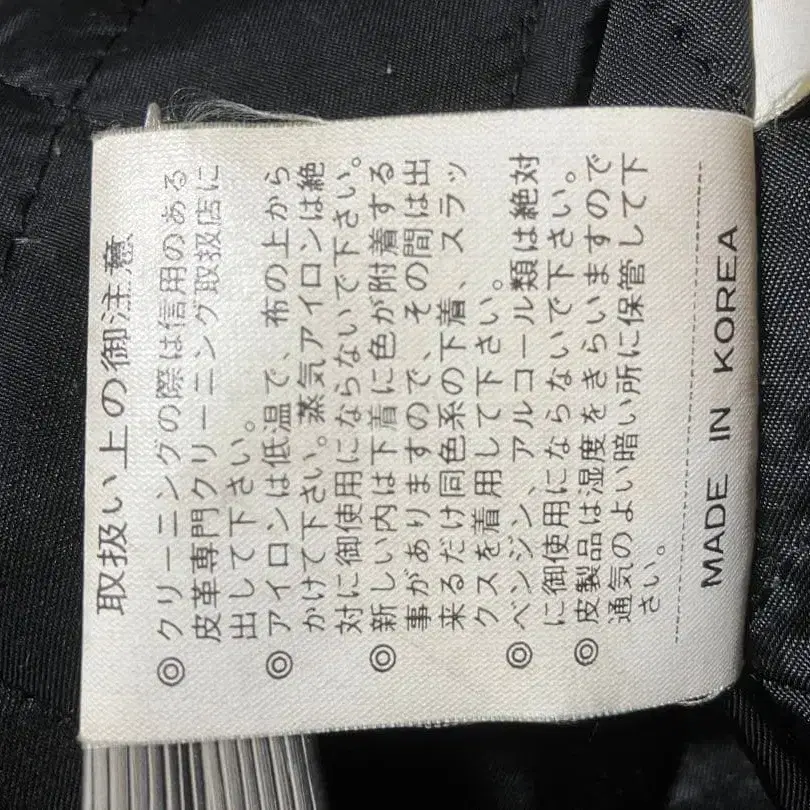 取扱い上の御注意
◎クリーニングの際は信用のある
皮革専門クリーニング取扱店に
出して下さい。
◎アイロンは低温で、布の上から
かけて下さい。蒸気アイロンは絶
対に御使用にならないで下さい。
◎新しい内は下着に色が附着する
事がありますので、その間は出
来るだけ同色系の下着、スラッ
クスを着用して下さい。
◎ベンジン、アルコール類は絶対
に御使用にならないで下さい。
◎皮製品は湿度をきらいますので
通気のよい暗い所に保管して下
さい。
MADE IN KOREA